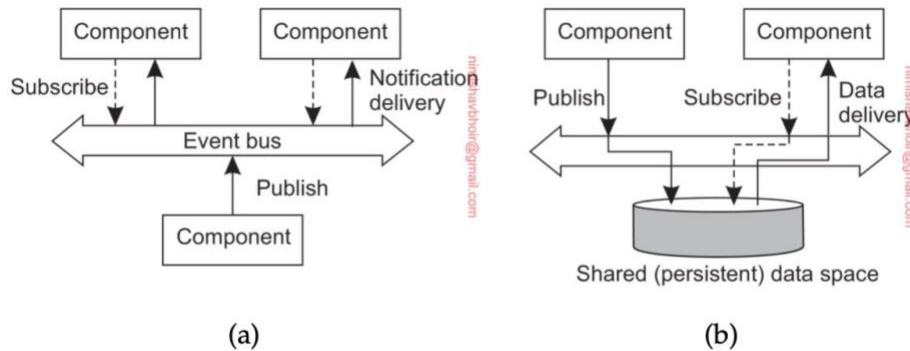 Component
Component
Subscribe
Notification
delivery
Event bus
Publish
Component
(a)
Component
Component
Publish
Subscribe
Data
delivery
Shared (persistent) data space
(b)